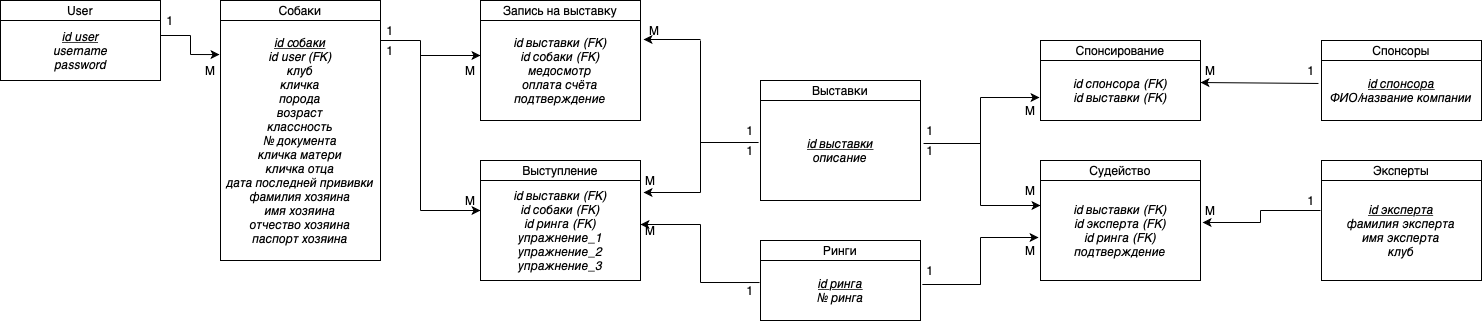 User
id user
username
password
1
M
Собаки
id собаки
id user (FK)
клуб
кличка
порода
возраст
классность
№ документа
кличка матери
кличка отца
дата последней прививки
фамилия хозяина
имя хозяина
отчество хозяина
паспорт хозяина
1
1
M
M
Запись на выставку
id выставки (FK)
id собаки (FK)
медосмотр
оплата счёта
подтверждение
M
Выступление
id выставки (FK)
id собаки (FK)
id ринга (FK)
упражнение_1
упражнение_2
упражнение_3
M
M
1
1
1
Выставки
id выставки
описание
1
1
Ринги
id ринга
№ ринга
1
M
M
M
Спонсирование
id спонсора (FK)
id выставки (FK)
M
1
Спонсоры
id спонсора
ФИО/название компании
Судейство
id выставки (FK)
id эксперта (FK)
id ринга (FK)
подтверждение
M
1
Эксперты
id эксперта
фамилия эксперта
имя эксперта
клуб